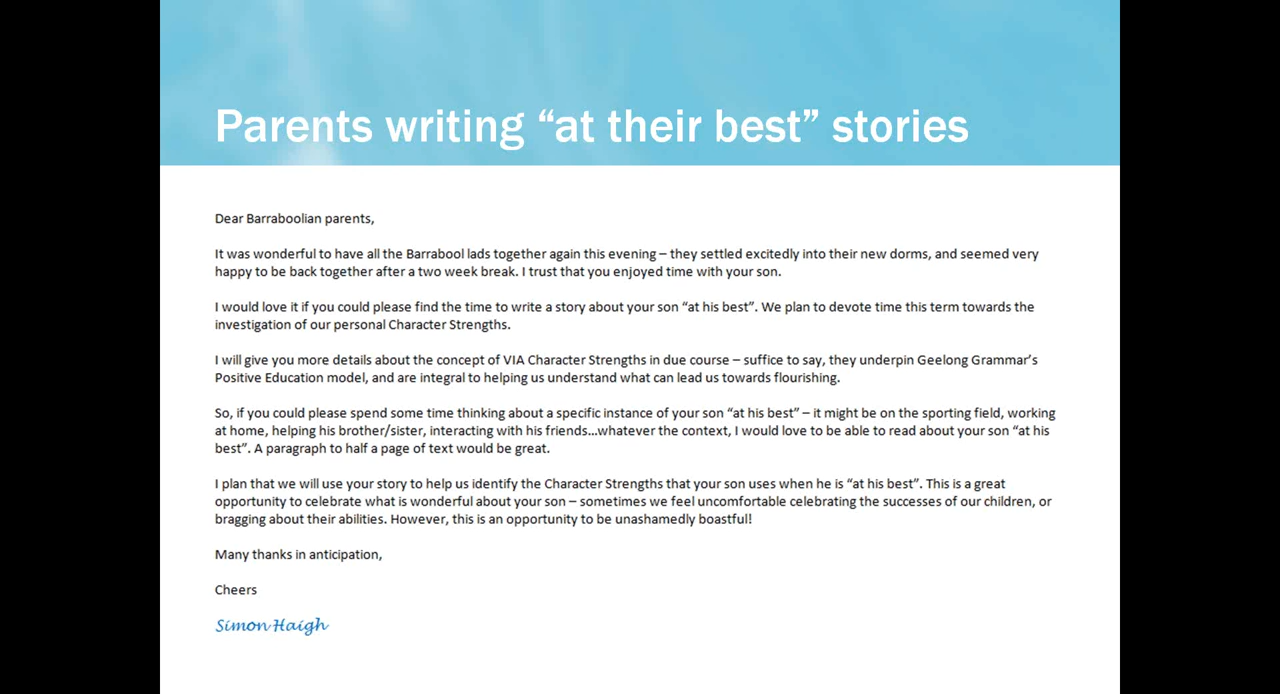 Parents writing “at their best” stories
Dear Barraboolian parents,
It was wonderful to have all the Barrabool lads together again this evening – they settled excitedly into their new dorms, and seemed very
happy to be back together after a two week break. I trust that you enjoyed time with your son.
I would love it if you could please find the time to write a story about your son “at his best”. We plan to devote time this term towards the
investigation of our personal Character Strengths.
I will give you more details about the concept of VIA Character Strengths in due course – suffice to say, they underpin Geelong Grammar’s
Positive Education model, and are integral to helping us understand what can lead us towards flourishing.
So, if you could please spend some time thinking about a specific instance of your son “at his best” – it might be on the sporting field, working
at home, helping his brother/sister, interacting with his friends…whatever the context, I would love to be able to read about your son “at his
best”. A paragraph to half a page of text would be great.
I plan that we will use your story to help us identify the Character Strengths that your son uses when he is “at his best”. This is a great
opportunity to celebrate what is wonderful about your son – sometimes we feel uncomfortable celebrating the successes of our children, or
bragging about their abilities. However, this is an opportunity to be unashamedly boastful!
Many thanks in anticipation,
Cheers
Simon Haigh